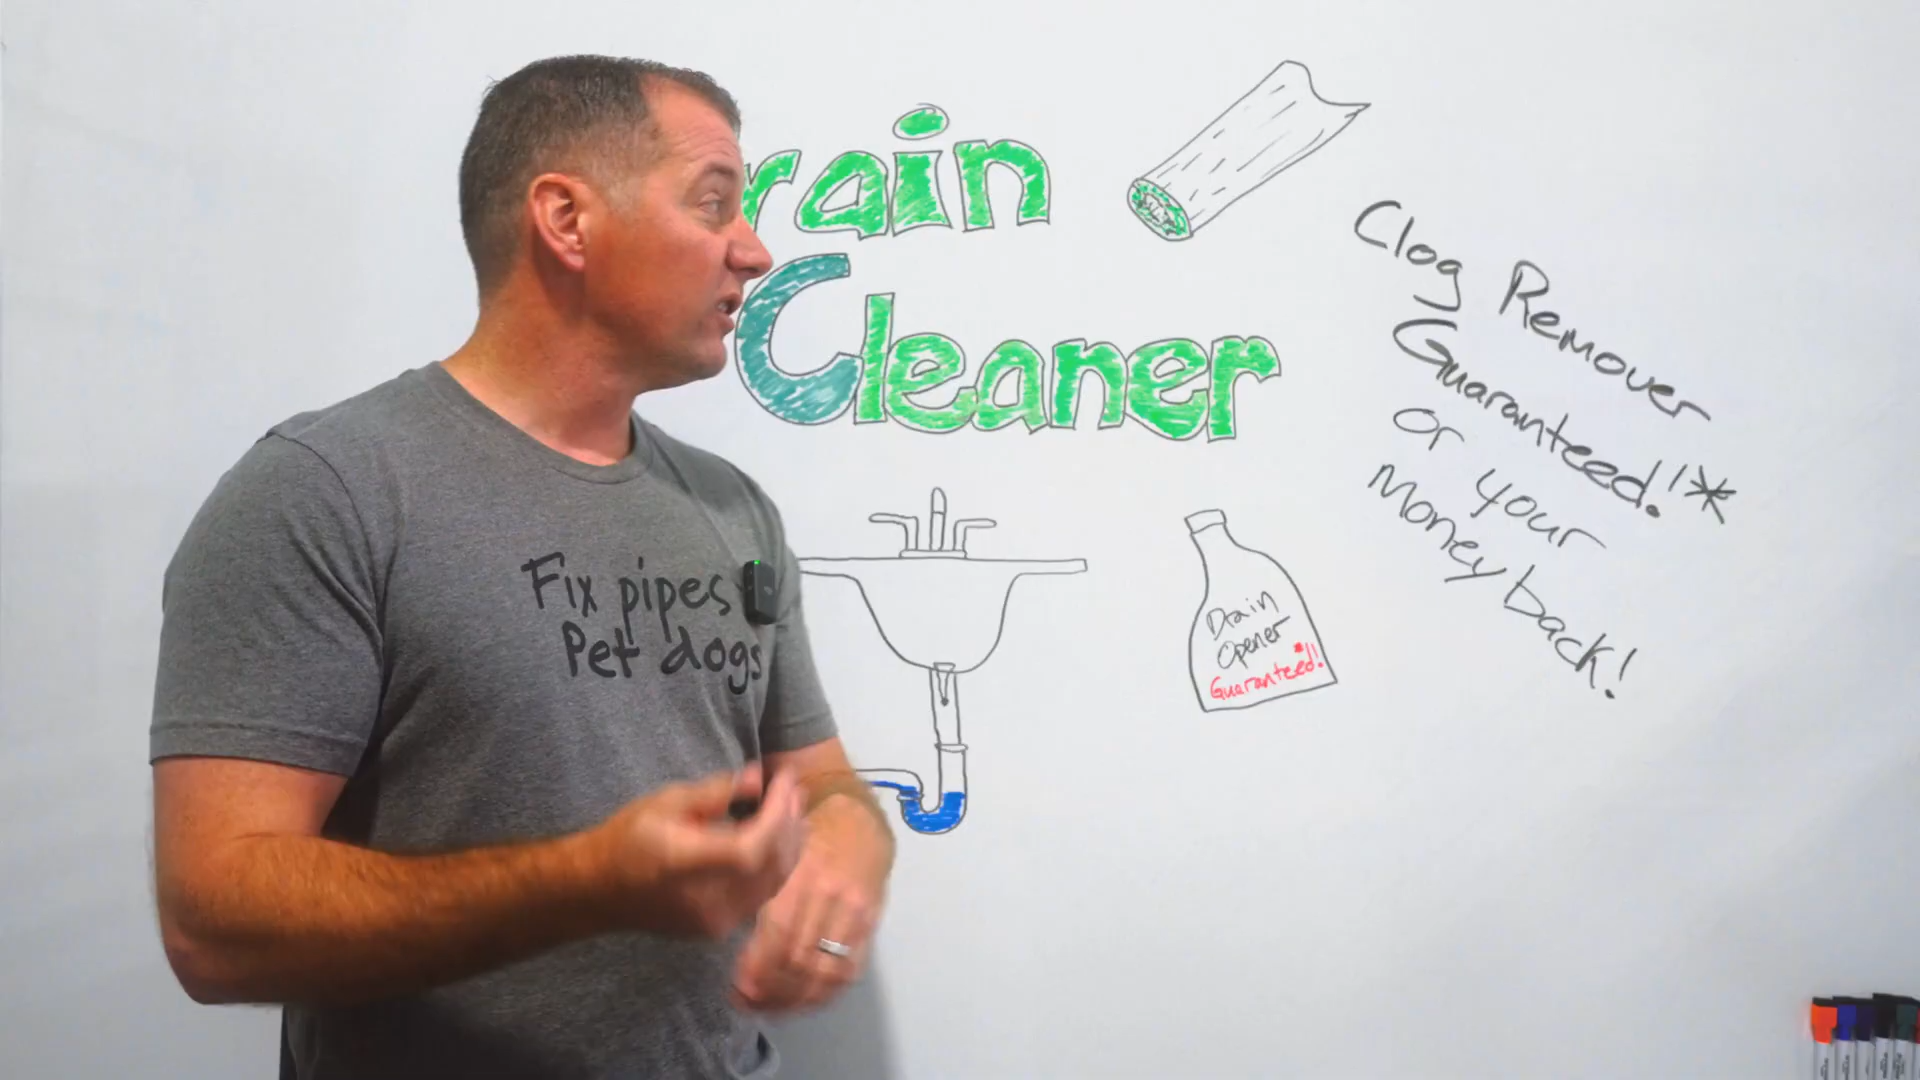 rain
Cleaner
Clog Remover
Guaranteed!*
or your
Money back!
Fix pipes
Pet dogs
Drain
Opener
Guaranteed*!